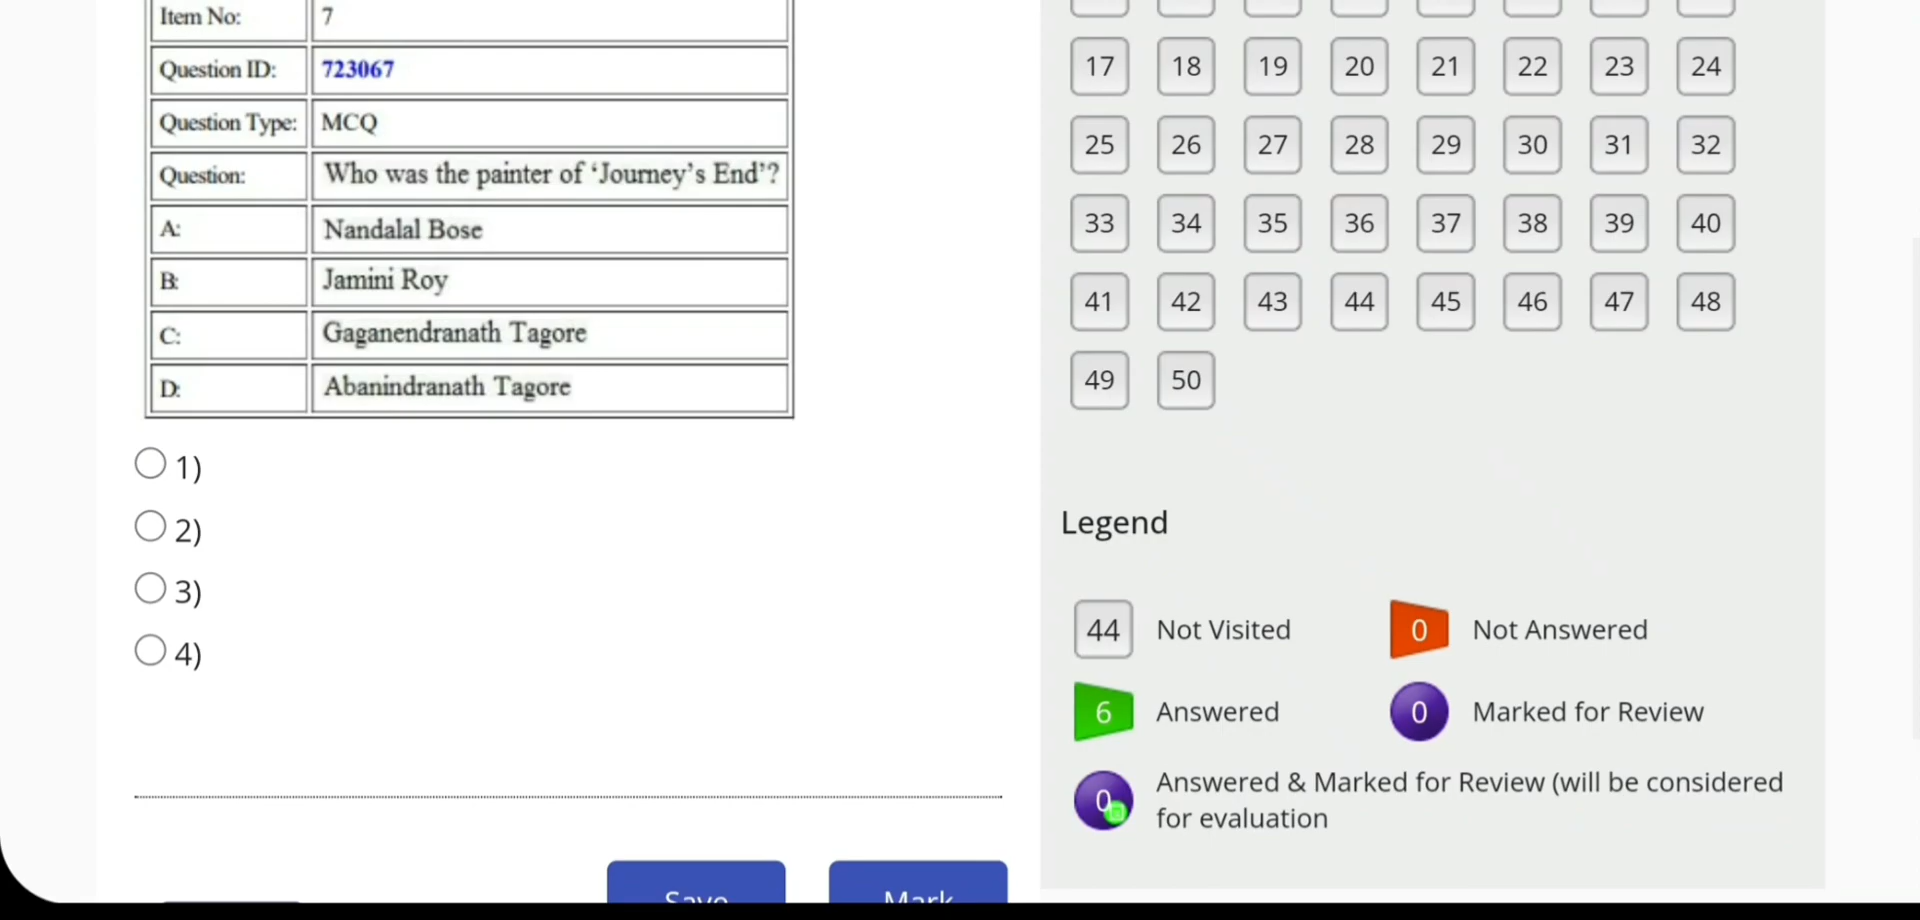 Item No: 7
Question ID: 723067
Question Type: MCQ
Question: Who was the painter of ‘Journey’s End’?
A: Nandalal Bose
B: Jamini Roy
C: Gaganendranath Tagore
D: Abanindranath Tagore
1)
2)
3)
4)
Save
Mark
17 18 19 20 21 22 23 24
25 26 27 28 29 30 31 32
33 34 35 36 37 38 39 40
41 42 43 44 45 46 47 48
49 50
Legend
44 Not Visited
0 Not Answered
6 Answered
0 Marked for Review
0 Answered & Marked for Review (will be considered
for evaluation